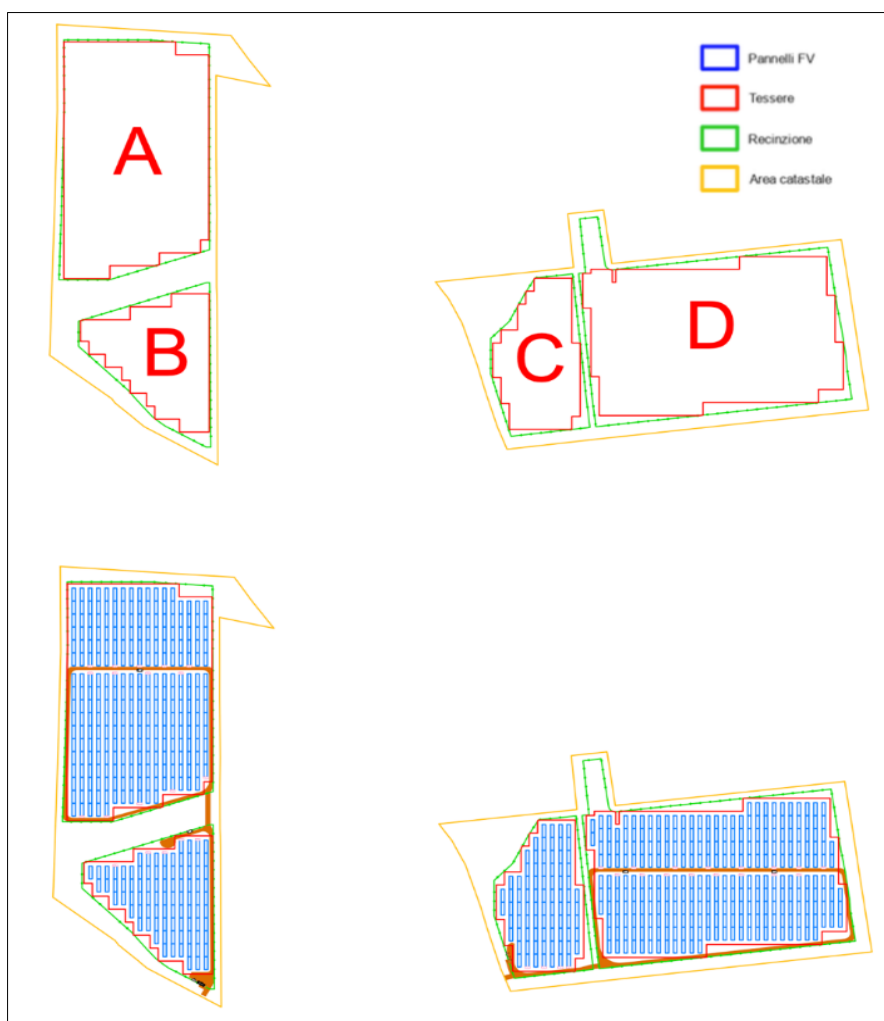 Pannelli FV
Tessere
Recinzione
Area catastale
A
B
C
D